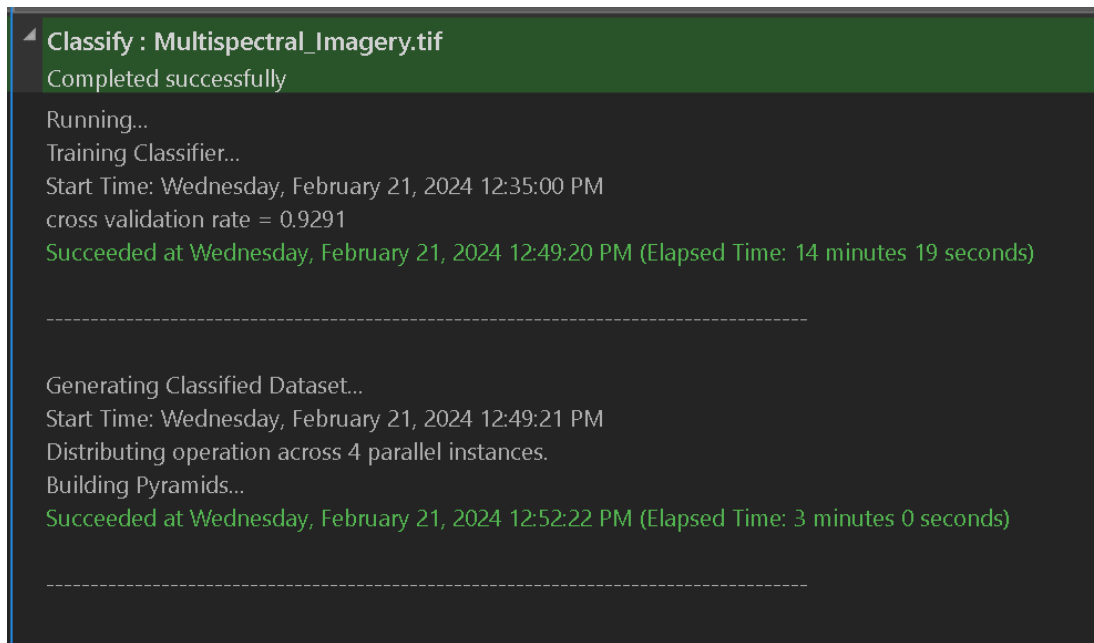 Classify : Multispectral_Imagery.tif
Completed successfully
Running...
Training Classifier...
Start Time: Wednesday, February 21, 2024 12:35:00 PM
cross validation rate = 0.9291
Succeeded at Wednesday, February 21, 2024 12:49:20 PM (Elapsed Time: 14 minutes 19 seconds)
-------------------------------------------------------------------------------------
Generating Classified Dataset...
Start Time: Wednesday, February 21, 2024 12:49:21 PM
Distributing operation across 4 parallel instances.
Building Pyramids...
Succeeded at Wednesday, February 21, 2024 12:52:22 PM (Elapsed Time: 3 minutes 0 seconds)
-------------------------------------------------------------------------------------